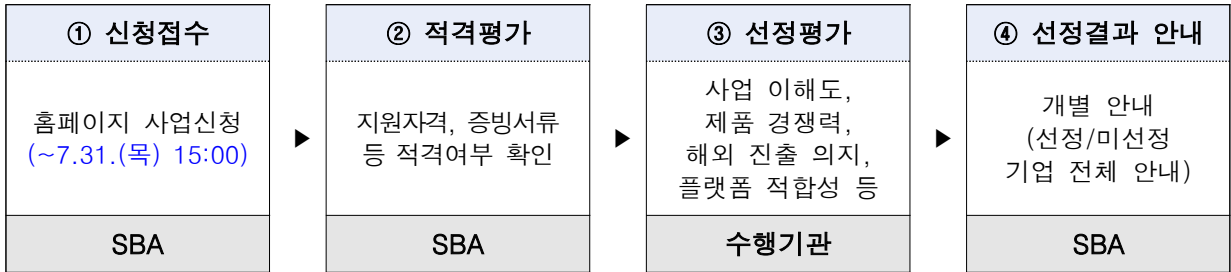 ① 신청접수
홈페이지 사업신청
(~7.31.(목) 15:00)
SBA
▶
② 적격평가
지원자격, 증빙서류
등 적격여부 확인
SBA
▶
③ 선정평가
사업 이해도,
제품 경쟁력,
해외 진출 의지,
플랫폼 적합성 등
수행기관
▶
④ 선정결과 안내
개별 안내
(선정/미선정
기업 전체 안내)
SBA